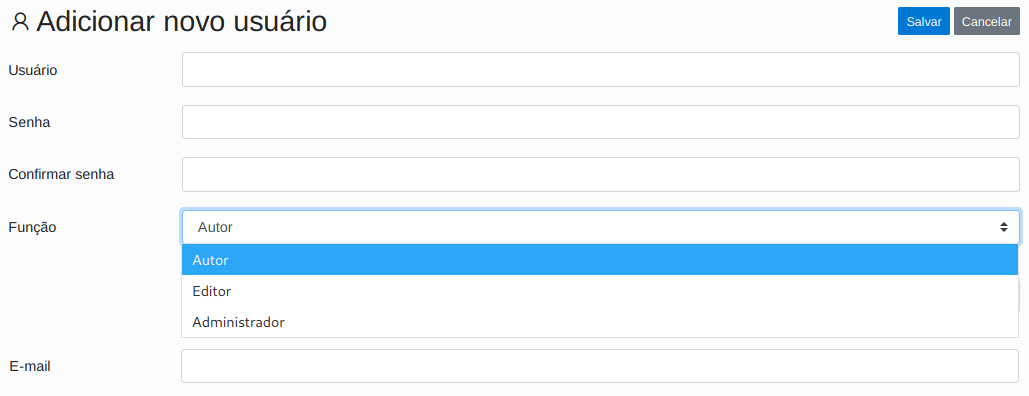 Adicionar novo usuário
Salvar Cancelar
Usuário
Senha
Confirmar senha
Função
Autor
Autor
Editor
Administrador
E-mail